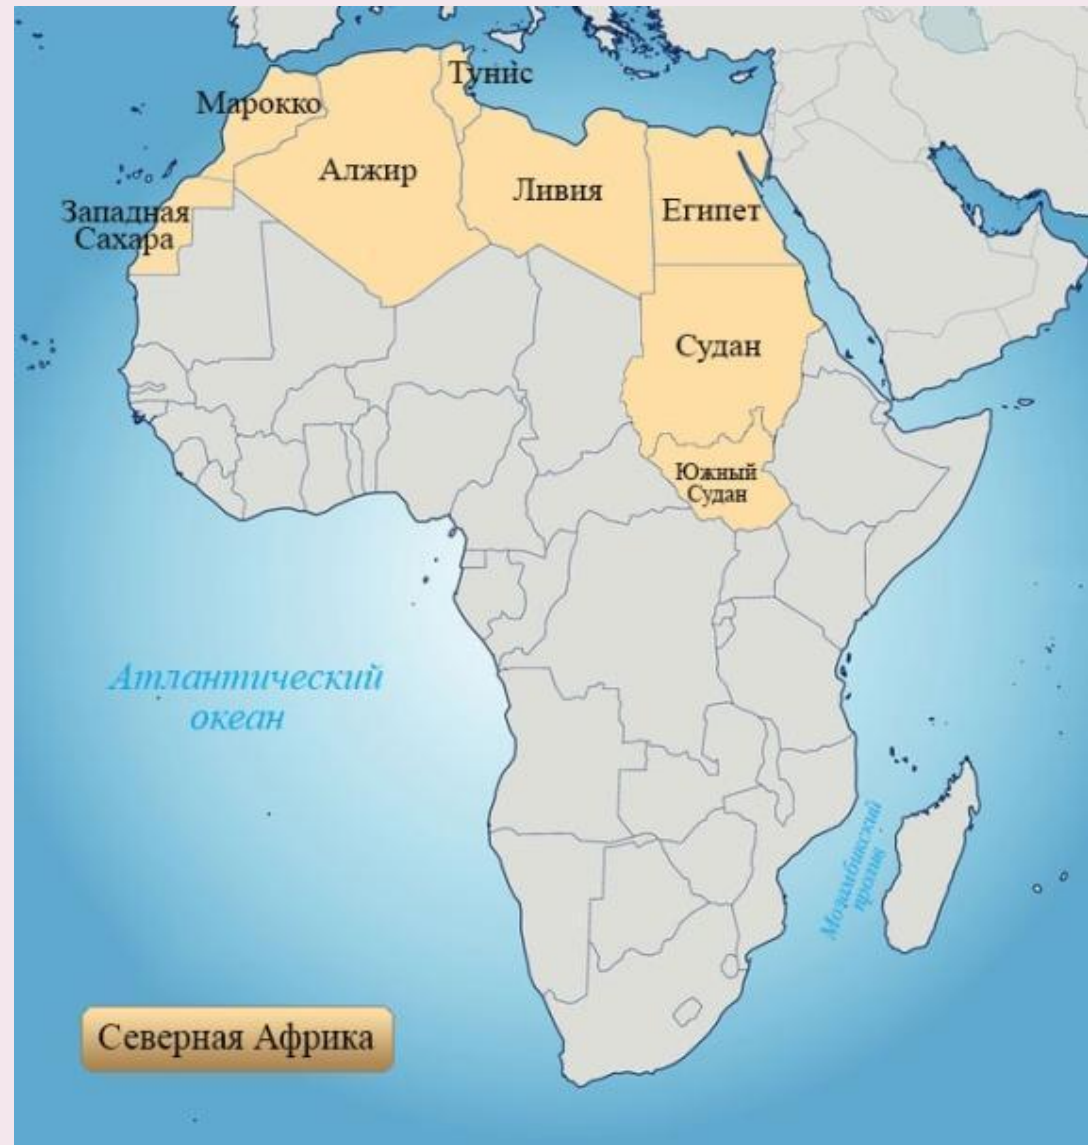 Тунис
Марокко
Алжир
Ливия
Египет
Западная
Сахара
Судан
Южный
Судан
Атлантический
океан
Мозамбикский
пролив
Северная Африка